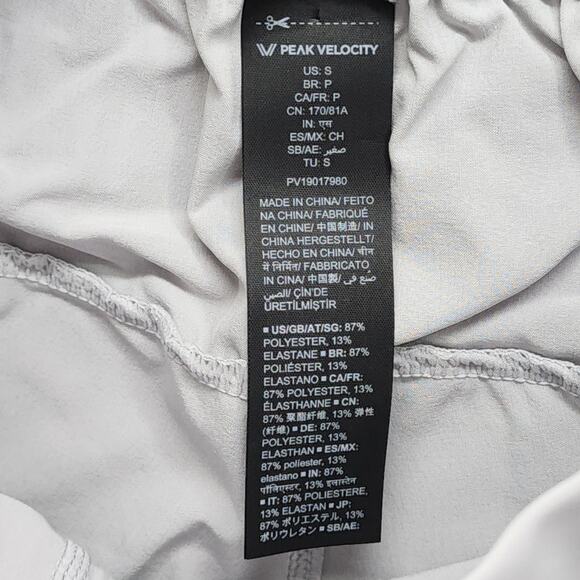 PEAK VELOCITY
US: S
BR: P
CA/FR: P
CN: 170/81A
IN: एस
ES/MX: CH
SB/AE: صغير
TU: S
PV19017980
MADE IN CHINA/ FEITO
NA CHINA/ FABRIQUÉ
EN CHINE/ 中国制造/ IN
CHINA HERGESTELLT/
HECHO EN CHINA/ चीन
में निर्मित/ FABBRICATO
IN CINA/ 中国製/ صنع في
الصين/ ÇİN'DE
ÜRETİLMİŞTİR
■ US/GB/AT/SG: 87%
POLYESTER, 13%
ELASTANE ■ BR: 87%
POLIÉSTER, 13%
ELASTANO ■ CA/FR:
87% POLYESTER, 13%
ÉLASTHANNE ■ CN:
87% 聚酯纤维, 13% 弹性
(纤维) ■ DE: 87%
POLYESTER, 13%
ELASTHAN ■ ES/MX:
87% poliéster, 13%
elastano ■ IN: 87%
पॉलिएस्टर, 13% इलास्टेन
■ IT: 87% POLIESTERE,
13% ELASTAN ■ JP:
87% ポリエステル, 13%
ポリウレタン ■ SB/AE: